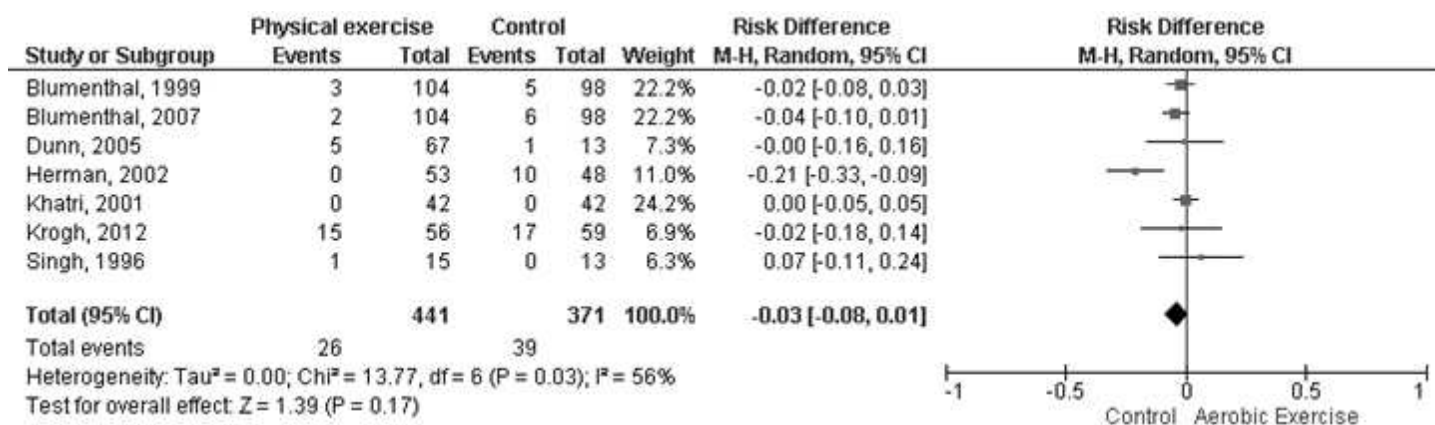 Physical exercise Control Risk Difference Risk Difference
Study or Subgroup Events Total Events Total Weight M-H, Random, 95% CI M-H, Random, 95% CI
Blumenthal, 1999 3 104 5 98 22.2% -0.02 [-0.08, 0.03]
Blumenthal, 2007 2 104 6 98 22.2% -0.04 [-0.10, 0.01]
Dunn, 2005 5 67 1 13 7.3% -0.00 [-0.16, 0.16]
Herman, 2002 0 53 10 48 11.0% -0.21 [-0.33, -0.09]
Khatri, 2001 0 42 0 42 24.2% 0.00 [-0.05, 0.05]
Krogh, 2012 15 56 17 59 6.9% -0.02 [-0.18, 0.14]
Singh, 1996 1 15 0 13 6.3% 0.07 [-0.11, 0.24]
Total (95% CI) 441 371 100.0% -0.03 [-0.08, 0.01]
Total events 26 39
Heterogeneity: Tau² = 0.00; Chi² = 13.77, df = 6 (P = 0.03); I² = 56%
Test for overall effect: Z = 1.39 (P = 0.17)
-1 -0.5 0 0.5 1
Control Aerobic Exercise